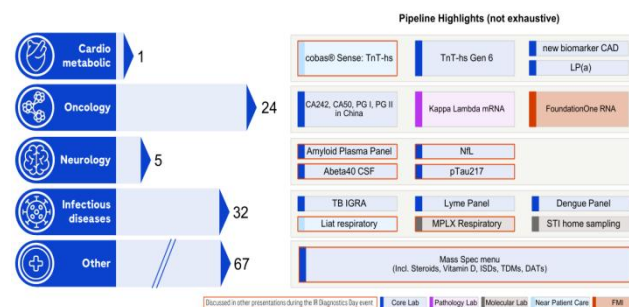 Pipeline Highlights (not exhaustive)
Cardio
metabolic
1
cobas® Sense: TnT-hs
TnT-hs Gen 6
new biomarker CAD
LP(a)
Oncology
24
CA242, CA50, PG I, PG II
in China
Kappa Lambda mRNA
FoundationOne RNA
Neurology
5
Amyloid Plasma Panel
NfL
Abeta40 CSF
pTau217
Infectious
diseases
32
TB IGRA
Lyme Panel
Dengue Panel
Liat respiratory
MPLX Respiratory
STI home sampling
Other
67
Mass Spec menu
(Incl. Steroids, Vitamin D, ISDs, TDMs, DATs)
Discussed in other presentations during the IR Diagnostics Day event
Core Lab
Pathology Lab
Molecular Lab
Near Patient Care
FMI